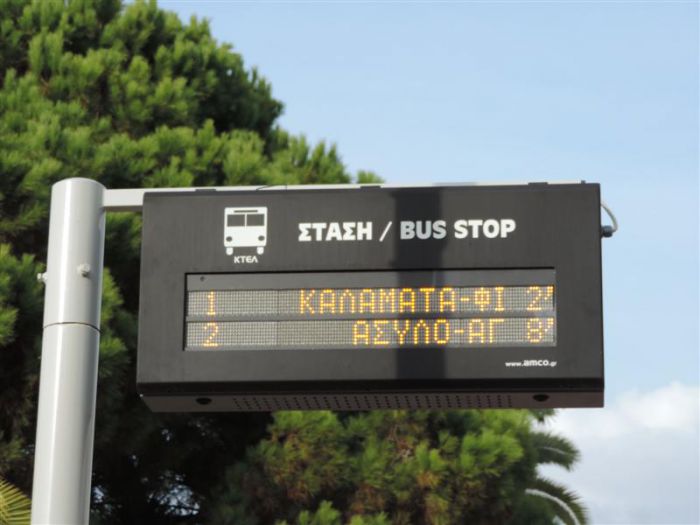 ΣΤΑΣΗ / BUS STOP
ΚΤΕΛ
1 ΚΑΛΑΜΑΤΑ-ΦΙ 2'
2 ΑΣΥΛΟ-ΑΓ 8'
www.amco.gr